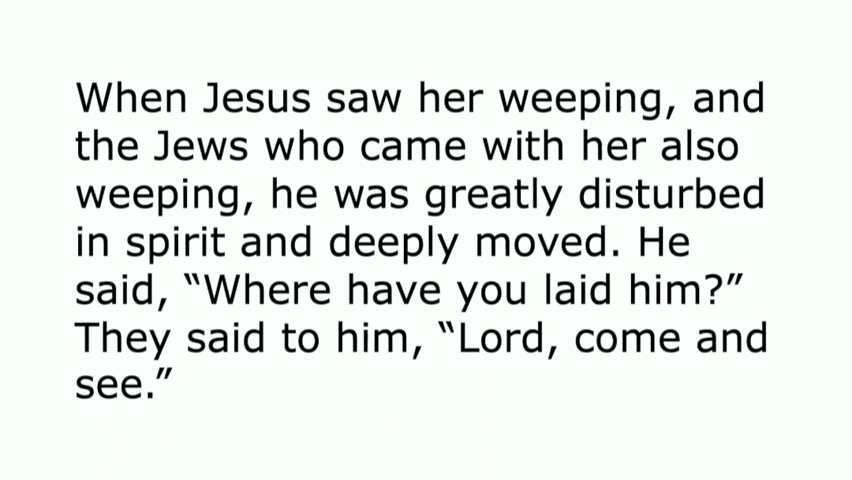 When Jesus saw her weeping, and
the Jews who came with her also
weeping, he was greatly disturbed
in spirit and deeply moved. He
said, “Where have you laid him?”
They said to him, “Lord, come and
see.”